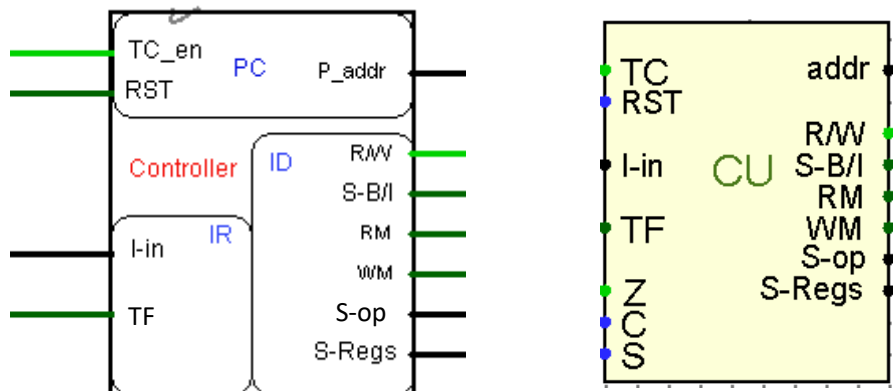 TC_en
PC
P_addr
RST
Controller
ID
R/W
S-B/I
RM
WM
S-op
S-Regs
IR
I-in
TF
TC
addr
RST
R/W
I-in
CU
S-B/I
RM
TF
WM
S-op
Z
S-Regs
C
S